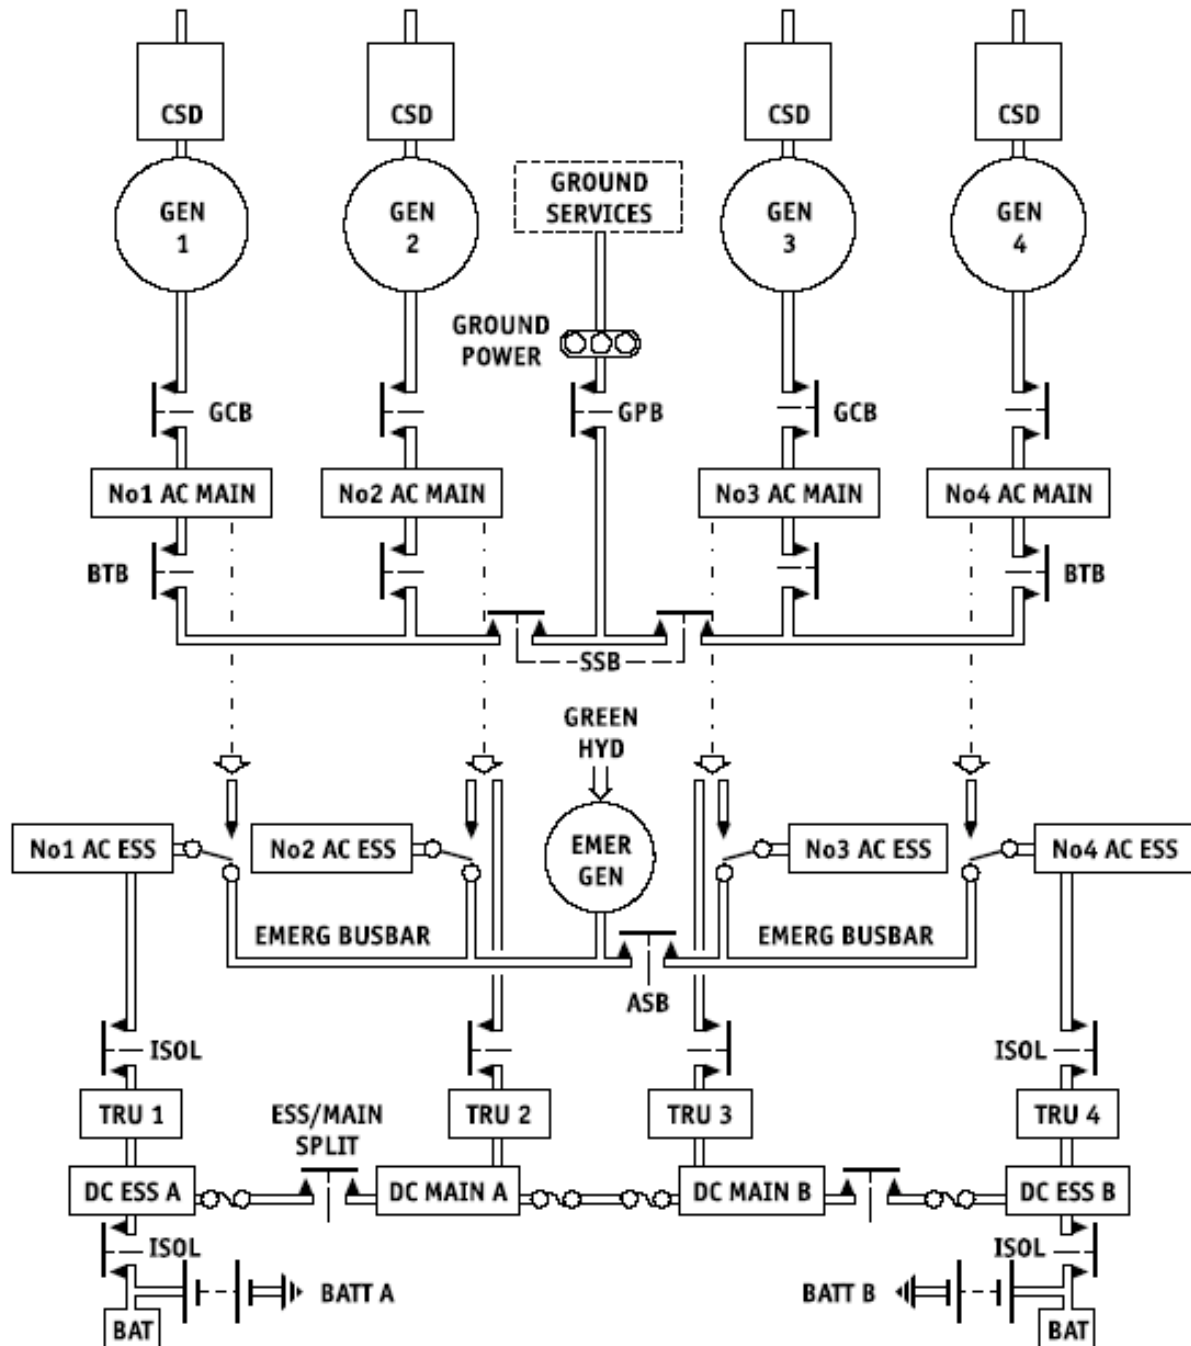 CSD
CSD
CSD
CSD
GEN
1
GEN
2
GROUND
SERVICES
GEN
3
GEN
4
GROUND
POWER
GCB
GPB
GCB
No1 AC MAIN
No2 AC MAIN
No3 AC MAIN
No4 AC MAIN
BTB
BTB
SSB
GREEN
HYD
No1 AC ESS
No2 AC ESS
EMER
GEN
No3 AC ESS
No4 AC ESS
EMERG BUSBAR
EMERG BUSBAR
ASB
ISOL
ISOL
TRU 1
ESS/MAIN
SPLIT
TRU 2
TRU 3
TRU 4
DC ESS A
DC MAIN A
DC MAIN B
DC ESS B
ISOL
ISOL
BATT A
BATT B
BAT
BAT